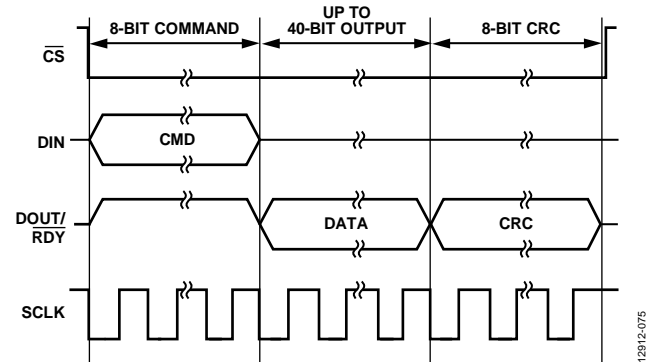 8-BIT COMMAND
UP TO
40-BIT OUTPUT
8-BIT CRC
CS
DIN
CMD
DOUT/
RDY
DATA
CRC
SCLK
12912-075